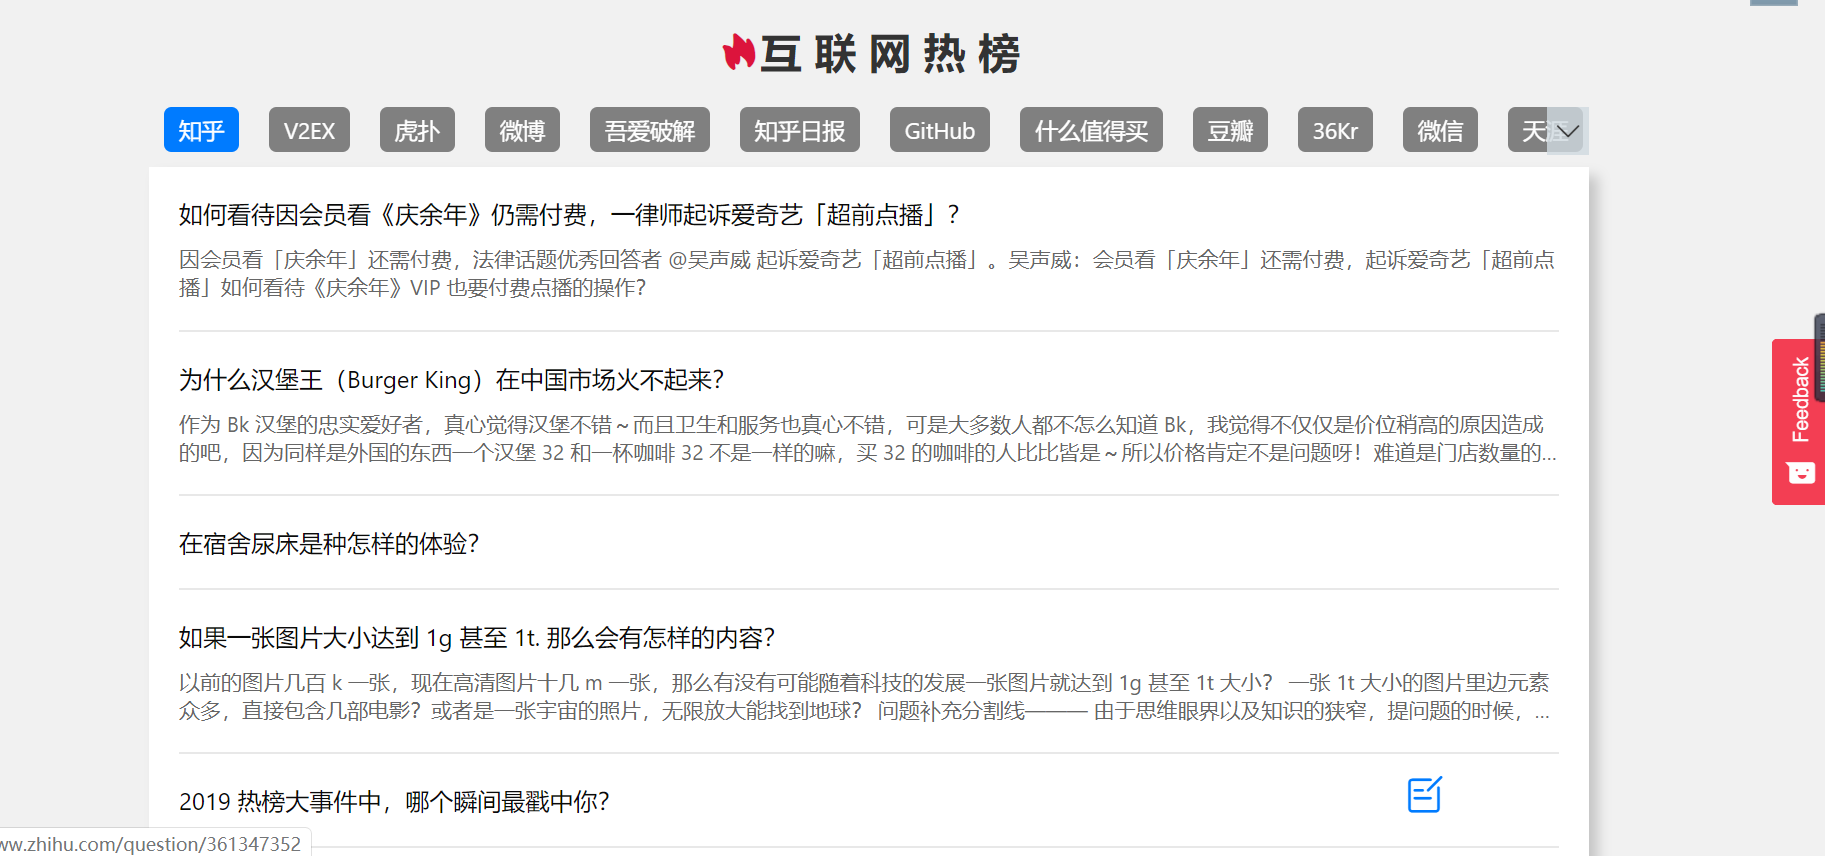 互联网热榜
知乎 V2EX 虎扑 微博 吾爱破解 知乎日报 GitHub 什么值得买 豆瓣 36Kr 微信 天涯
如何看待因会员看《庆余年》仍需付费，一律师起诉爱奇艺「超前点播」？
因会员看「庆余年」还需付费，法律话题优秀回答者 @吴声威 起诉爱奇艺「超前点播」。吴声威：会员看「庆余年」还需付费，起诉爱奇艺「超前点
播」如何看待《庆余年》VIP 也要付费点播的操作？
为什么汉堡王（Burger King）在中国市场火不起来？
作为 Bk 汉堡的忠实爱好者，真心觉得汉堡不错～而且卫生和服务也真心不错，可是大多数人都不怎么知道 Bk，我觉得不仅仅是价位稍高的原因造成
的吧，因为同样是外国的东西一个汉堡 32 和一杯咖啡 32 不是一样的嘛，买 32 的咖啡的人比比皆是～所以价格肯定不是问题呀！难道是门店数量的...
Feedback
在宿舍尿床是种怎样的体验？
如果一张图片大小达到 1g 甚至 1t. 那么会有怎样的内容？
以前的图片几百 k 一张，现在高清图片十几 m 一张，那么有没有可能随着科技的发展一张图片就达到 1g 甚至 1t 大小？ 一张 1t 大小的图片里边元素
众多，直接包含几部电影？或者是一张宇宙的照片，无限放大能找到地球？ 问题补充分割线——— 由于思维眼界以及知识的狭窄，提问题的时候，...
2019 热榜大事件中，哪个瞬间最戳中你？
ww.zhihu.com/question/361347352